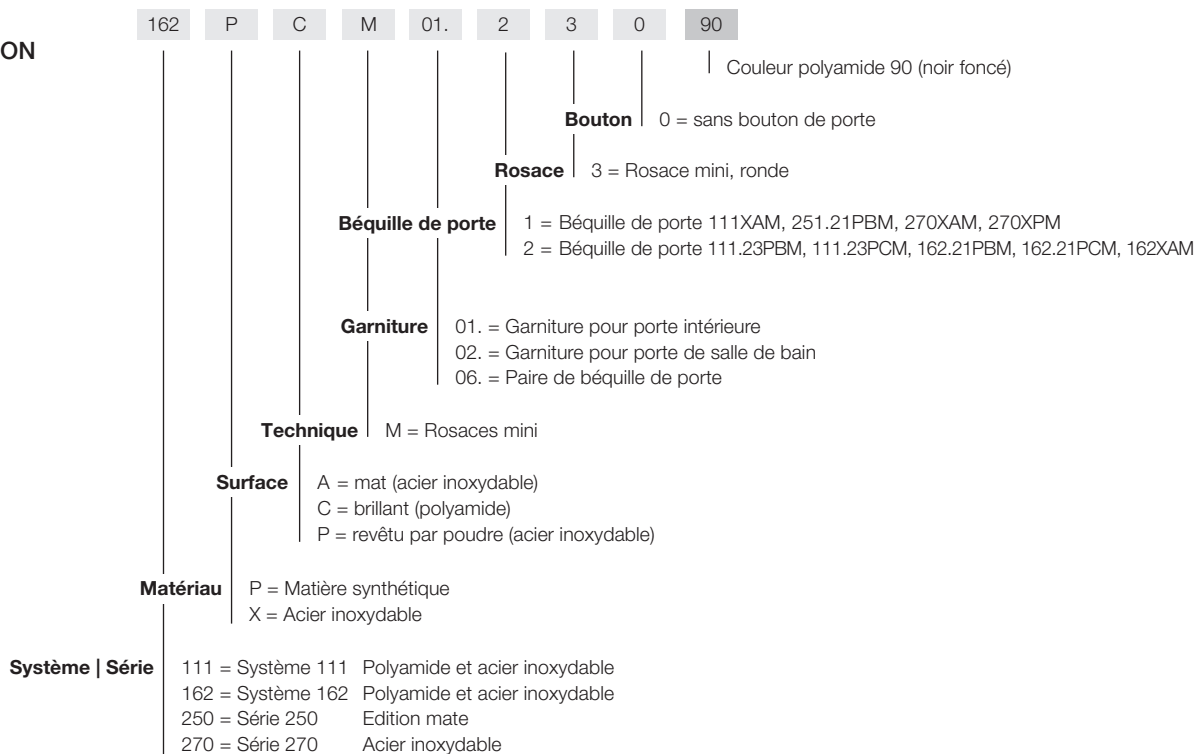 162 P C M 01. 2 3 0 90
ON
Couleur polyamide 90 (noir foncé)
Bouton 0 = sans bouton de porte
Rosace 3 = Rosace mini, ronde
Béquille de porte 1 = Béquille de porte 111XAM, 251.21PBM, 270XAM, 270XPM
2 = Béquille de porte 111.23PBM, 111.23PCM, 162.21PBM, 162.21PCM, 162XAM
Garniture 01. = Garniture pour porte intérieure
02. = Garniture pour porte de salle de bain
06. = Paire de béquille de porte
Technique M = Rosaces mini
Surface A = mat (acier inoxydable)
C = brillant (polyamide)
P = revêtu par poudre (acier inoxydable)
Matériau P = Matière synthétique
X = Acier inoxydable
Système | Série 111 = Système 111 Polyamide et acier inoxydable
162 = Système 162 Polyamide et acier inoxydable
250 = Série 250 Edition mate
270 = Série 270 Acier inoxydable